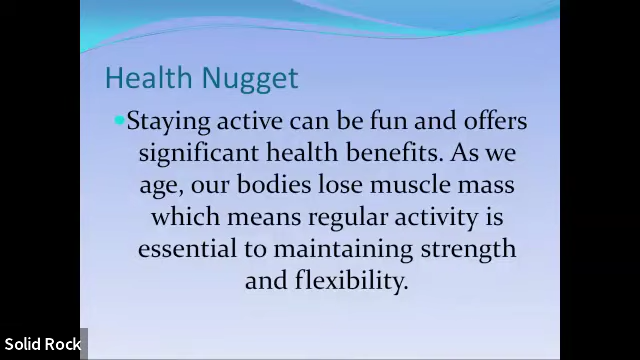 Health Nugget
Staying active can be fun and offers
significant health benefits. As we
age, our bodies lose muscle mass
which means regular activity is
essential to maintaining strength
and flexibility.
Solid Rock